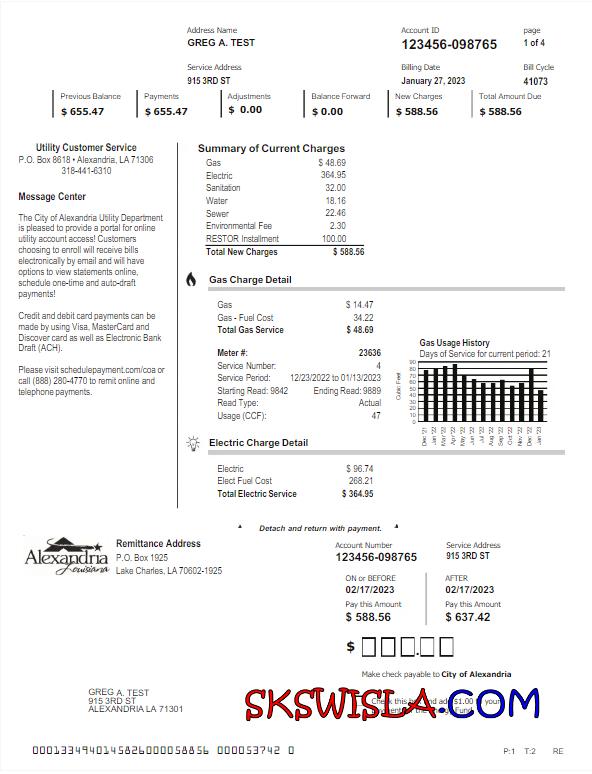 Address Name
GREG A. TEST
Account ID
123456-098765
page
1 of 4
Service Address
915 3RD ST
Billing Date
January 27, 2023
Bill Cycle
41073
Previous Balance
$ 655.47
Payments
$ 655.47
Adjustments
$ 0.00
Balance Forward
$ 0.00
New Charges
$ 588.56
Total Amount Due
$ 588.56
Utility Customer Service
P.O. Box 8618 • Alexandria, LA 71306
318-441-6310
Message Center
The City of Alexandria Utility Department
is pleased to provide a portal for online
utility account access! Customers
choosing to enroll will receive bills
electronically by email and will have
options to view statements online,
schedule one-time and auto-draft
payments!
Credit and debit card payments can be
made by using Visa, MasterCard and
Discover card as well as Electronic Bank
Draft (ACH).
Please visit schedulepayment.com/coa or
call (888) 280-4770 to remit online and
telephone payments.
Summary of Current Charges
Gas $ 48.69
Electric 364.95
Sanitation 32.00
Water 18.16
Sewer 22.46
Environmental Fee 2.30
RESTOR Installment 100.00
Total New Charges $ 588.56
Gas Charge Detail
Gas $ 14.47
Gas - Fuel Cost 34.22
Total Gas Service $ 48.69
Meter #: 23636
Service Number: 4
Service Period: 12/23/2022 to 01/13/2023
Starting Read: 9842 Ending Read: 9889
Read Type: Actual
Usage (CCF): 47
Gas Usage History
Days of Service for current period: 21
Cubic Feet
90
80
70
60
50
40
30
20
10
0
Dec '21 Jan '22 Mar'22 Apr'22 May '22 Jun '22 Jul '22 Aug '22 Sep '22 Oct '22 Nov '22 Dec '22 Jan '23
Electric Charge Detail
Electric $ 96.74
Elect Fuel Cost 268.21
Total Electric Service $ 364.95
Detach and return with payment.
Alexandria
Louisiana
Remittance Address
P.O. Box 1925
Lake Charles, LA 70602-1925
Account Number
123456-098765
Service Address
915 3RD ST
ON or BEFORE
02/17/2023
Pay this Amount
$ 588.56
AFTER
02/17/2023
Pay this Amount
$ 637.42
$
Make check payable to City of Alexandria
Check this b and add $1.00 your
Fund
GREG A. TEST
915 3RD ST
ALEXANDRIA LA 71301
SKSWISLA.COM
0001334940145826000058856 000053742 0
P:1 T:2 RE